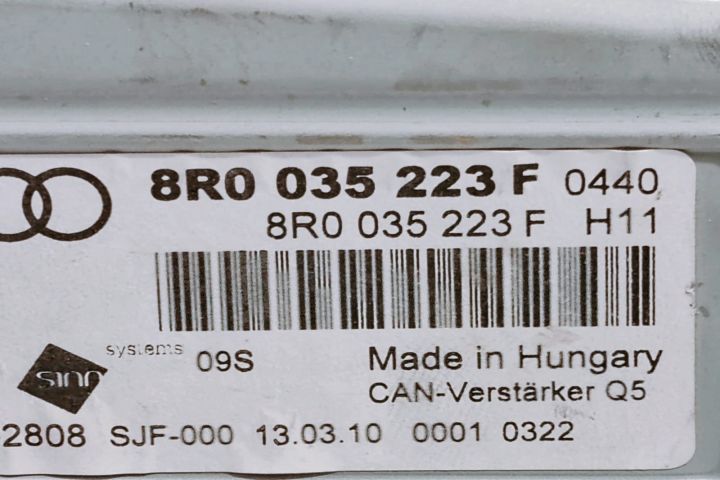 8R0 035 223 F 0440
8R0 035 223 F H11
systems 09S Made in Hungary
sinn
CAN-Verstärker Q5
2808 SJF-000 13.03.10 0001 0322